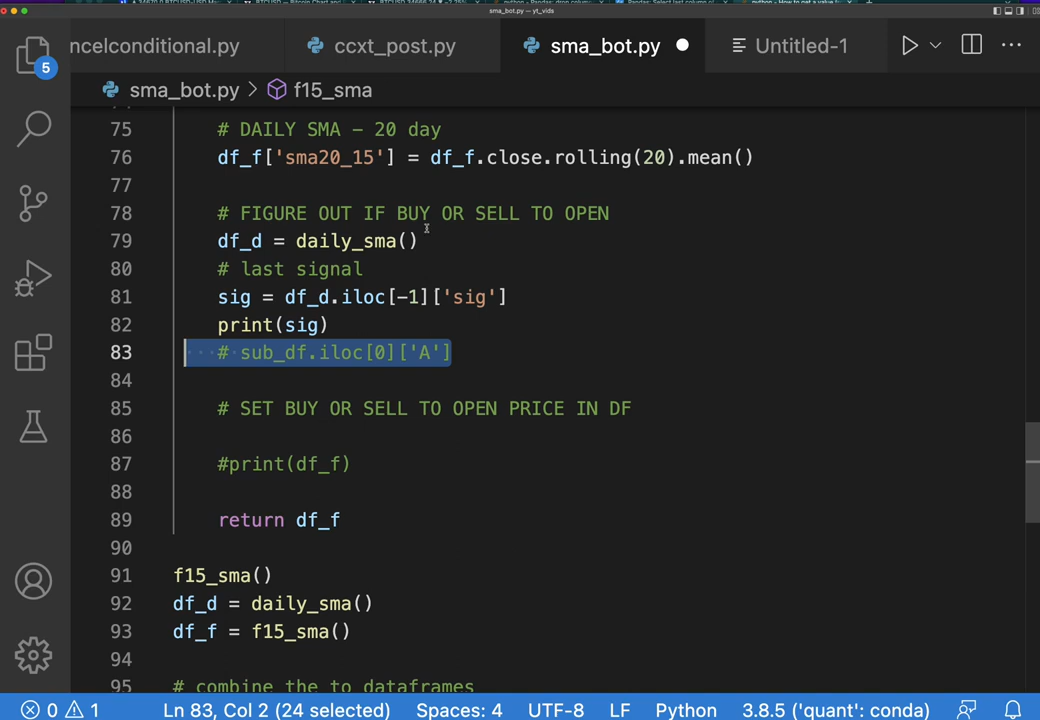 sma_bot.py — yt_vids
ncelconditional.py
ccxt_post.py
sma_bot.py
Untitled-1
5
sma_bot.py > f15_sma
75 # DAILY SMA - 20 day
76 df_f['sma20_15'] = df_f.close.rolling(20).mean()
77
78 # FIGURE OUT IF BUY OR SELL TO OPEN
79 df_d = daily_sma()
80 # last signal
81 sig = df_d.iloc[-1]['sig']
82 print(sig)
83 # sub_df.iloc[0]['A']
84
85 # SET BUY OR SELL TO OPEN PRICE IN DF
86
87 #print(df_f)
88
89 return df_f
90
91 f15_sma()
92 df_d = daily_sma()
93 df_f = f15_sma()
94
95 # combine the to dataframes
0 1 Ln 83, Col 2 (24 selected) Spaces: 4 UTF-8 LF Python 3.8.5 ('quant': conda)